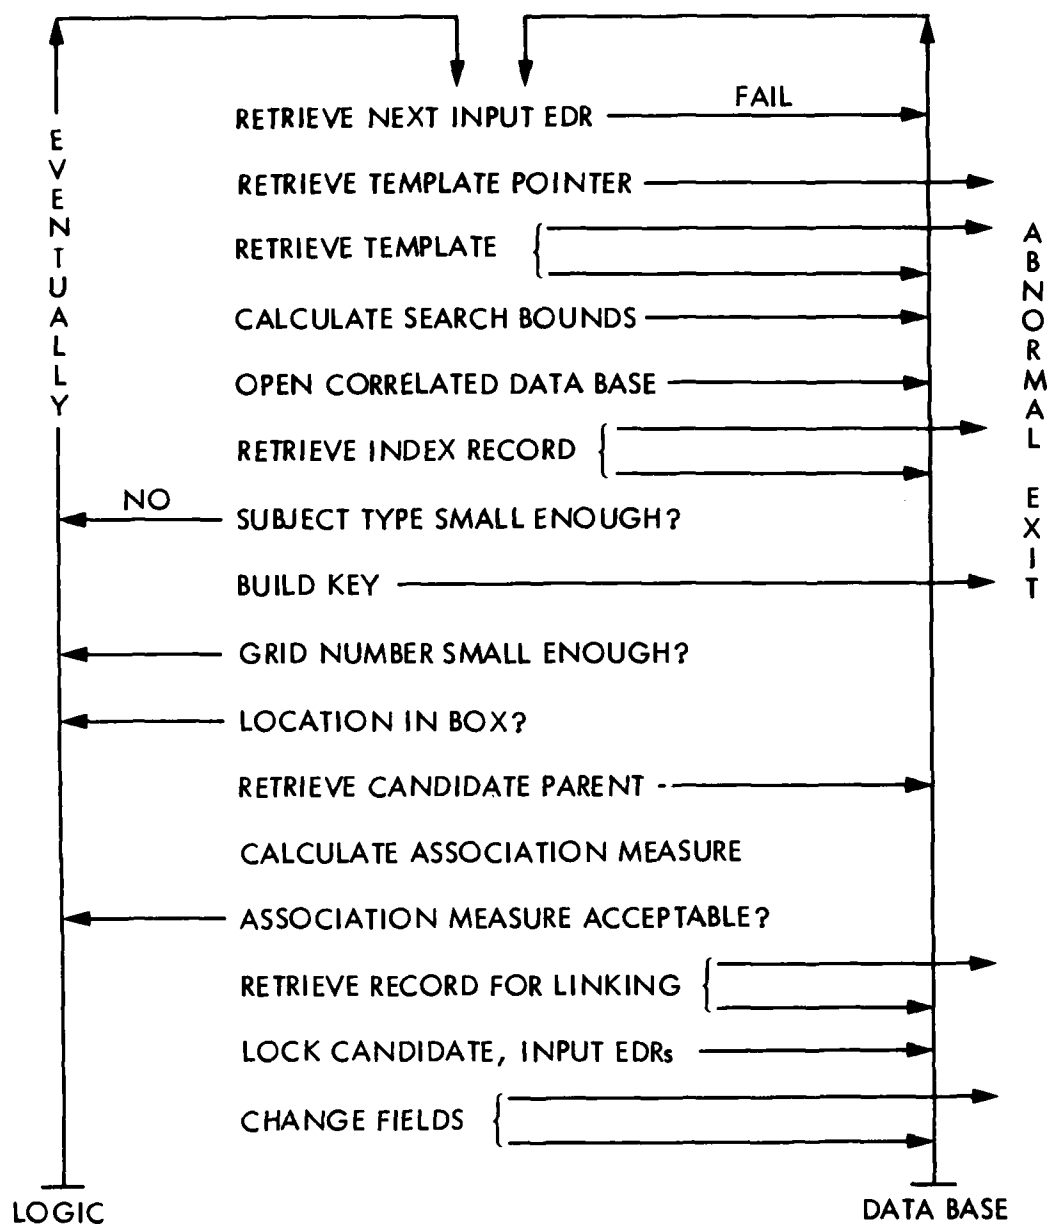 FAIL
RETRIEVE NEXT INPUT EDR
EVENTUALLY
RETRIEVE TEMPLATE POINTER
RETRIEVE TEMPLATE
ABNORMAL EXIT
CALCULATE SEARCH BOUNDS
OPEN CORRELATED DATA BASE
RETRIEVE INDEX RECORD
NO
SUBJECT TYPE SMALL ENOUGH?
BUILD KEY
GRID NUMBER SMALL ENOUGH?
LOCATION IN BOX?
RETRIEVE CANDIDATE PARENT
CALCULATE ASSOCIATION MEASURE
ASSOCIATION MEASURE ACCEPTABLE?
RETRIEVE RECORD FOR LINKING
LOCK CANDIDATE, INPUT EDRs
CHANGE FIELDS
LOGIC
DATA BASE